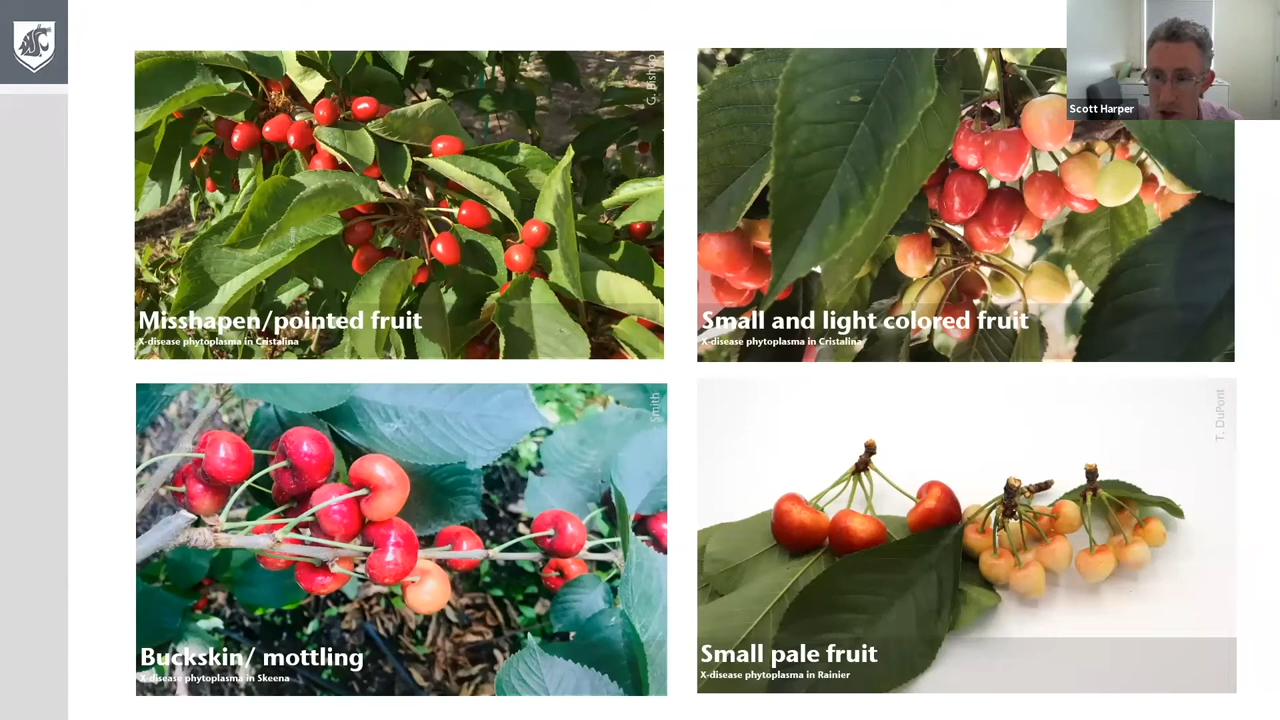 G. Bishop
Scott Harper
Misshapen/pointed fruit
X-disease phytoplasma in Cristalina
Small and light colored fruit
X-disease phytoplasma in Cristalina
Smith
T. DuPont
Buckskin/ mottling
X-disease phytoplasma in Skeena
Small pale fruit
X-disease phytoplasma in Rainier